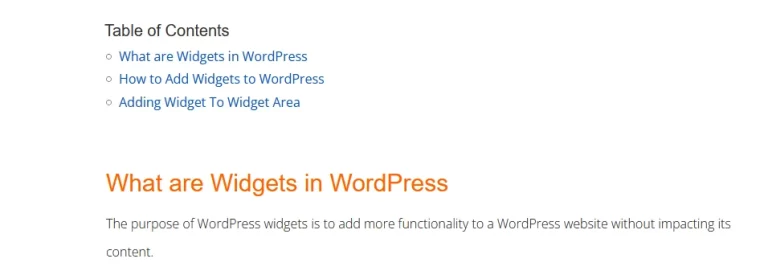 Table of Contents
What are Widgets in WordPress
How to Add Widgets to WordPress
Adding Widget To Widget Area
What are Widgets in WordPress
The purpose of WordPress widgets is to add more functionality to a WordPress website without impacting its
content.